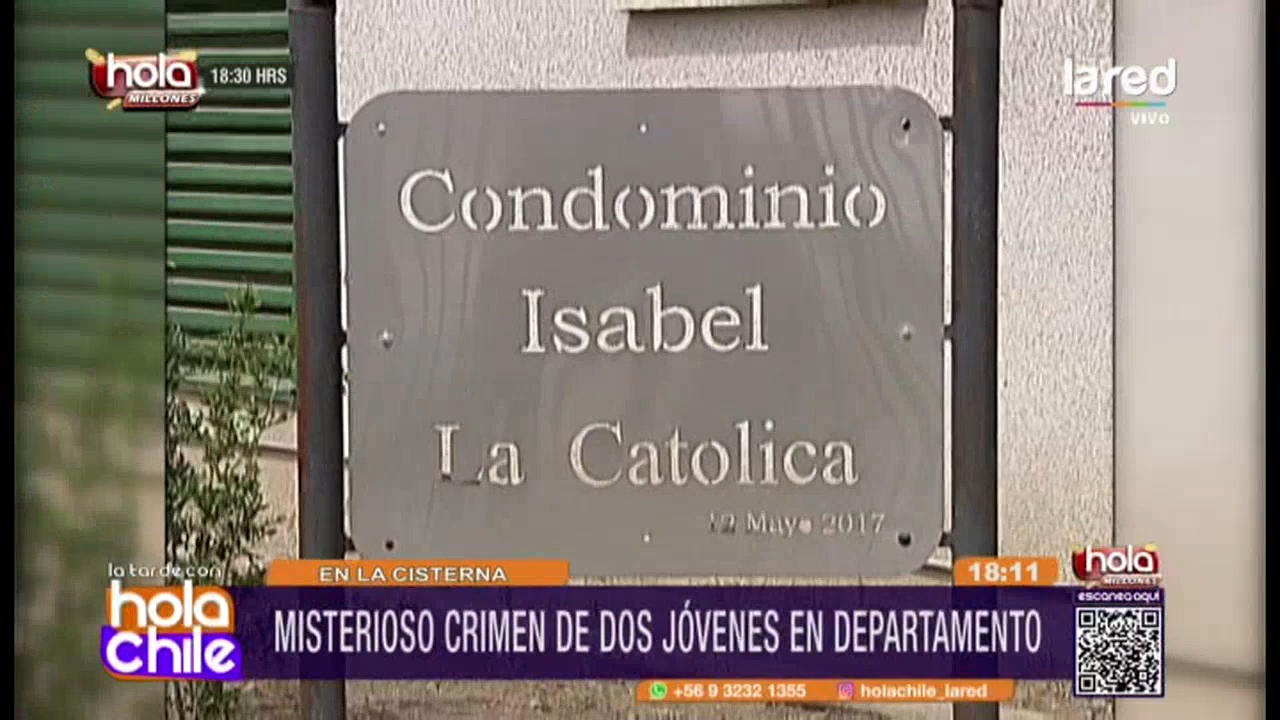 hola
MILLONES
18:30 HRS
lared
VIVO
Condominio
Isabel
La Catolica
12 Mayo 2017
la tarde con
hola
Chile
EN LA CISTERNA
18:11
MISTERIOSO CRIMEN DE DOS JÓVENES EN DEPARTAMENTO
hola
MILLONES
escanea aquí
+56 9 3232 1355
holachile_lared